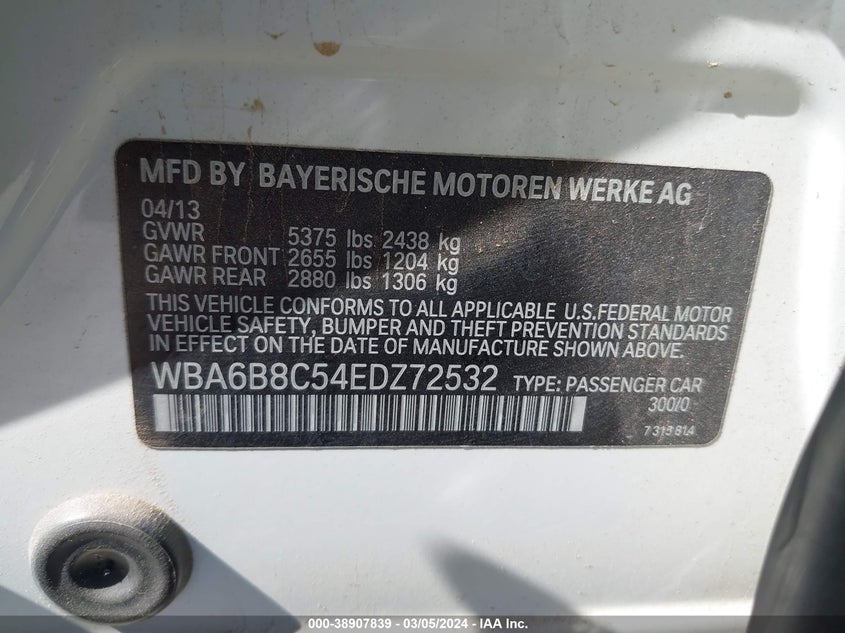 MFD BY BAYERISCHE MOTOREN WERKE AG
04/13
GVWR 5375 lbs 2438 kg
GAWR FRONT 2655 lbs 1204 kg
GAWR REAR 2880 lbs 1306 kg
THIS VEHICLE CONFORMS TO ALL APPLICABLE U.S.FEDERAL MOTOR
VEHICLE SAFETY, BUMPER AND THEFT PREVENTION STANDARDS
IN EFFECT ON THE DATE OF MANUFACTURE SHOWN ABOVE.
WBA6B8C54EDZ72532 TYPE: PASSENGER CAR
300/0
7 319 814
000-38907839 - 03/05/2024 - IAA Inc.